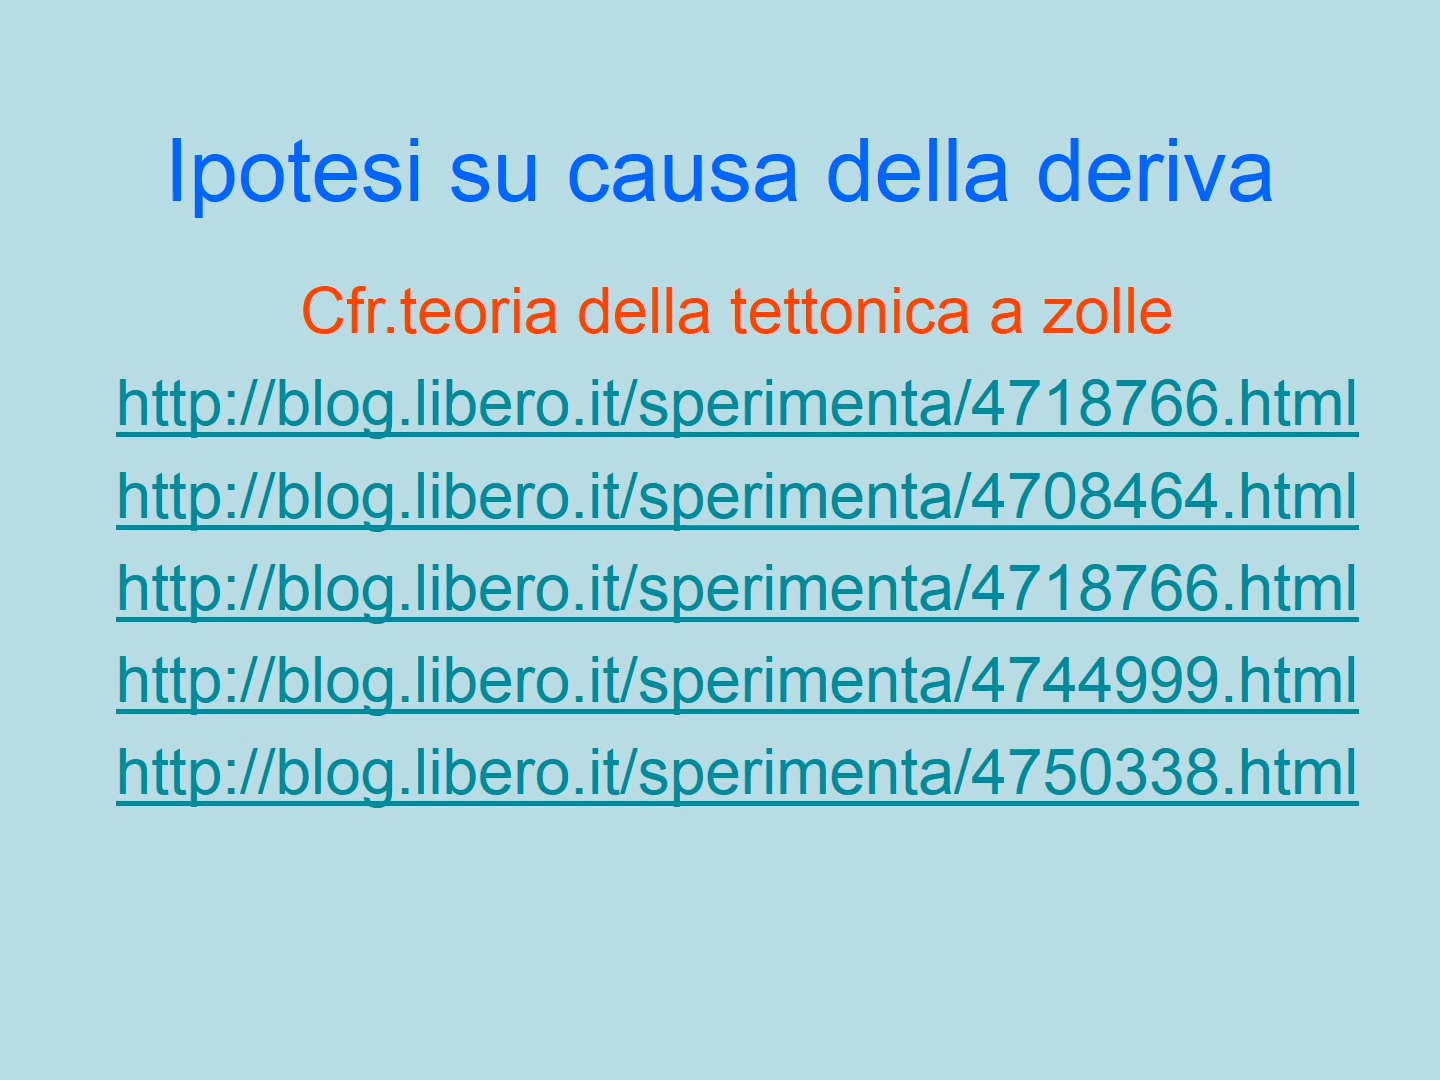 Ipotesi su causa della deriva
Cfr.teoria della tettonica a zolle
http://blog.libero.it/sperimenta/4718766.html
http://blog.libero.it/sperimenta/4708464.html
http://blog.libero.it/sperimenta/4718766.html
http://blog.libero.it/sperimenta/4744999.html
http://blog.libero.it/sperimenta/4750338.html